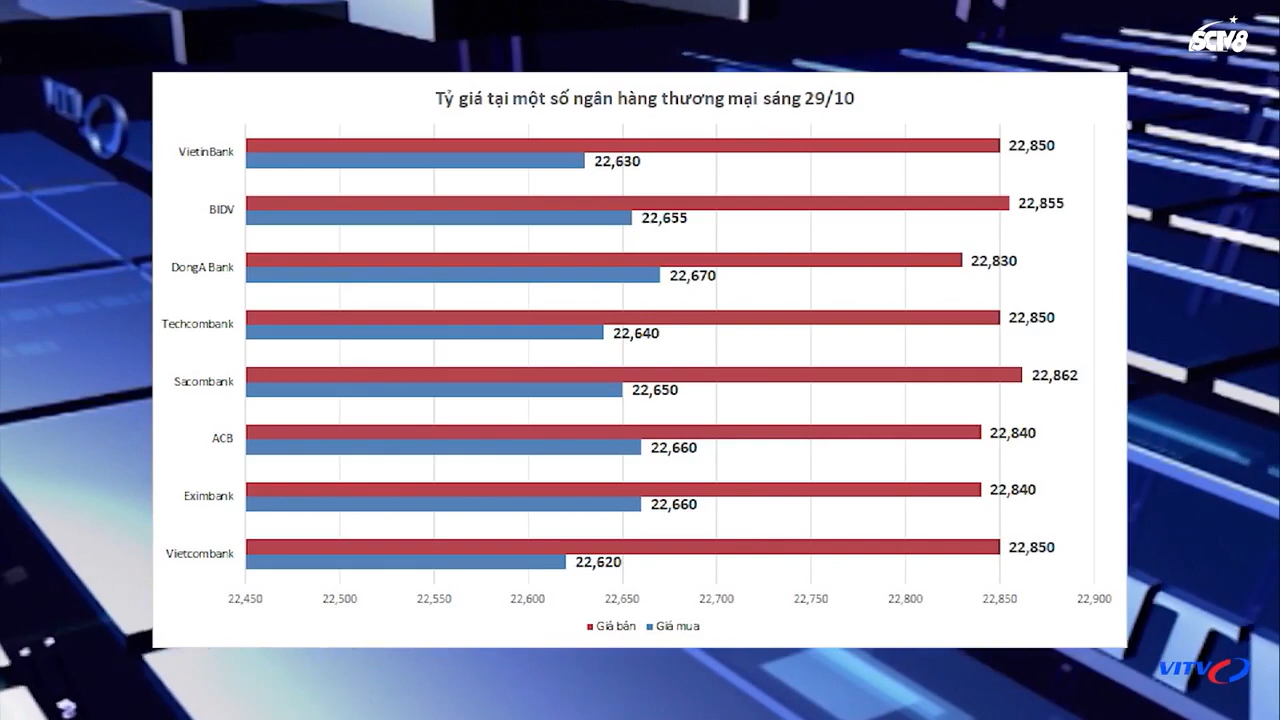 SCTV8
Tỷ giá tại một số ngân hàng thương mại sáng 29/10
VietinBank
22,850
22,630
BIDV
22,855
22,655
DongA Bank
22,830
22,670
Techcombank
22,850
22,640
Sacombank
22,862
22,650
ACB
22,840
22,660
Eximbank
22,840
22,660
Vietcombank
22,850
22,620
22,450 22,500 22,550 22,600 22,650 22,700 22,750 22,800 22,850 22,900
Giá bán Giá mua
VITV